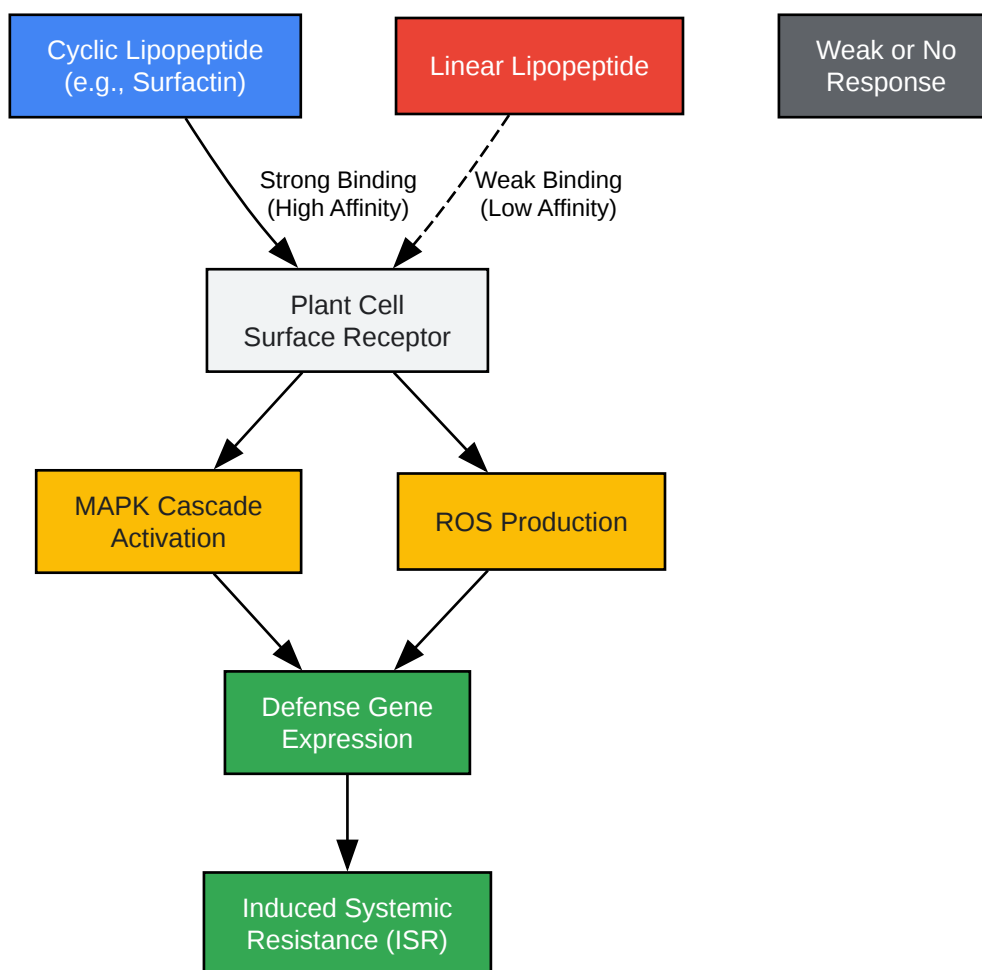 Cyclic Lipopeptide
(e.g., Surfactin)
Linear Lipopeptide
Weak or No
Response
Strong Binding
(High Affinity)
Weak Binding
(Low Affinity)
Plant Cell
Surface Receptor
MAPK Cascade
Activation
ROS Production
Defense Gene
Expression
Induced Systemic
Resistance (ISR)